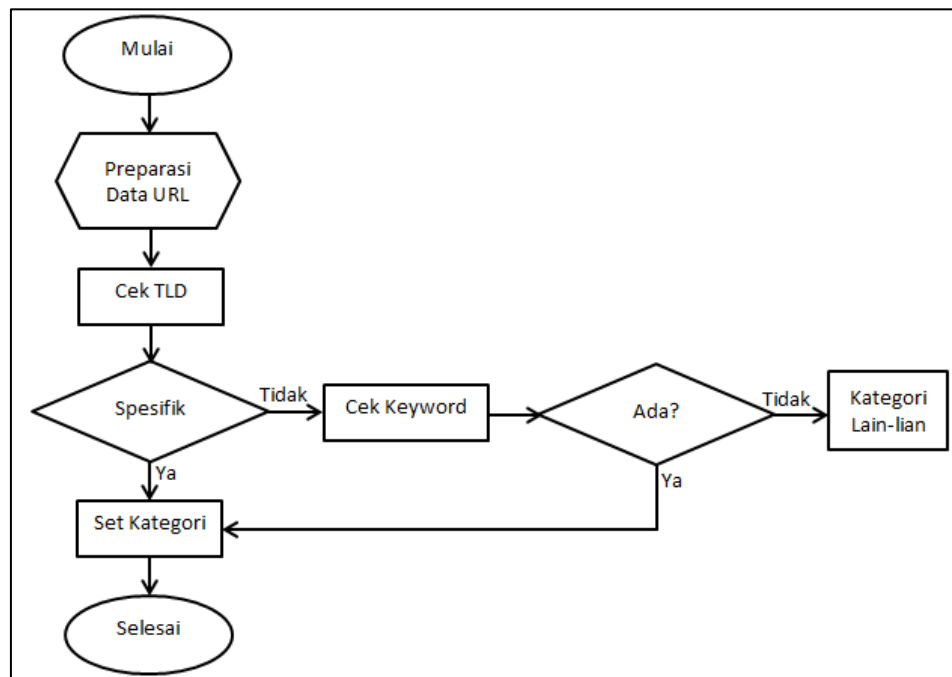 Mulai
Preparasi
Data URL
Cek TLD
Spesifik
Tidak
Cek Keyword
Ada?
Tidak
Kategori
Lain-lian
Ya
Ya
Set Kategori
Selesai